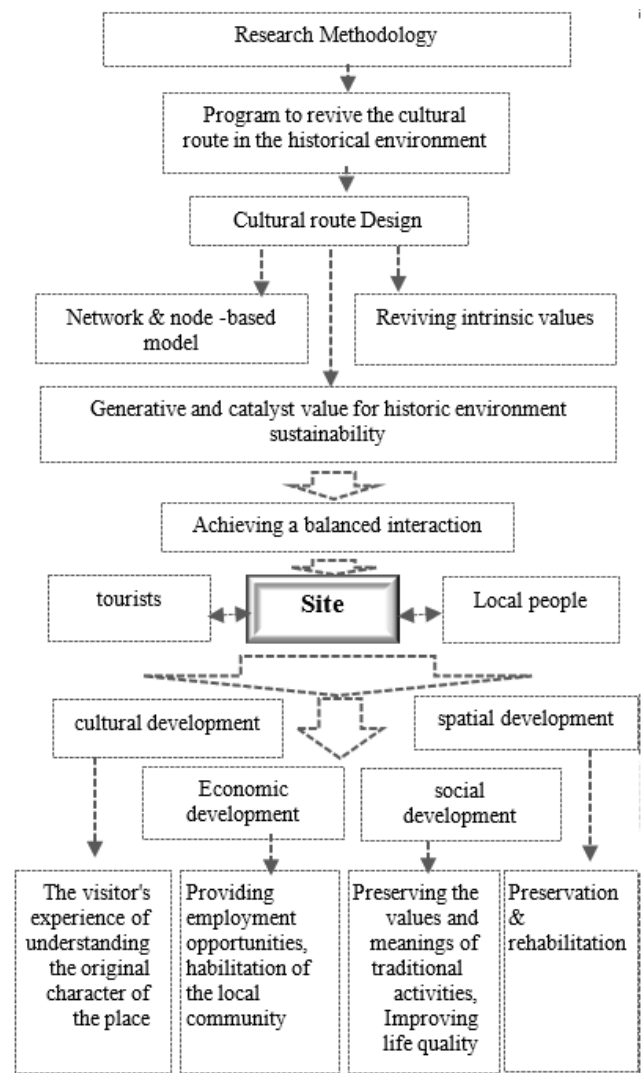 Research Methodology
Program to revive the cultural
route in the historical environment
Cultural route Design
Network & node -based
model
Reviving intrinsic values
Generative and catalyst value for historic environment
sustainability
Achieving a balanced interaction
tourists
Site
Local people
cultural development
spatial development
Economic
development
social
development
The visitor's
experience of
understanding
the original
character of
the place
Providing
employment
opportunities,
habilitation of
the local
community
Preserving the
values and
meanings of
traditional
activities,
Improving
life quality
Preservation
&
rehabilitation